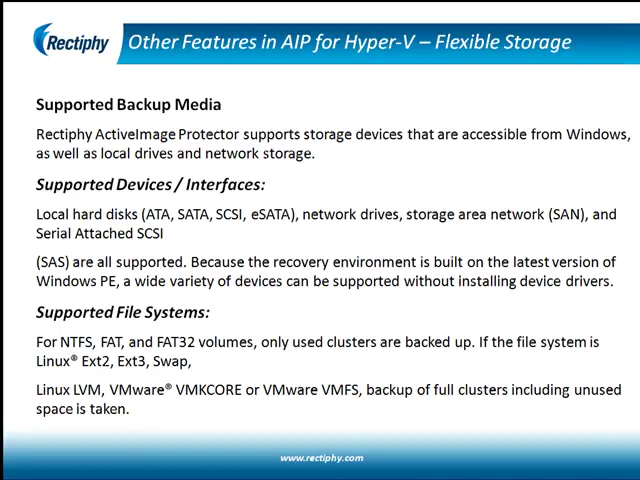 Rectiphy
Other Features in AIP for Hyper-V – Flexible Storage
Supported Backup Media
Rectiphy ActiveImage Protector supports storage devices that are accessible from Windows,
as well as local drives and network storage.
Supported Devices / Interfaces:
Local hard disks (ATA, SATA, SCSI, eSATA), network drives, storage area network (SAN), and
Serial Attached SCSI
(SAS) are all supported. Because the recovery environment is built on the latest version of
Windows PE, a wide variety of devices can be supported without installing device drivers.
Supported File Systems:
For NTFS, FAT, and FAT32 volumes, only used clusters are backed up. If the file system is
Linux® Ext2, Ext3, Swap,
Linux LVM, VMware® VMKCORE or VMware VMFS, backup of full clusters including unused
space is taken.
www.rectiphy.com